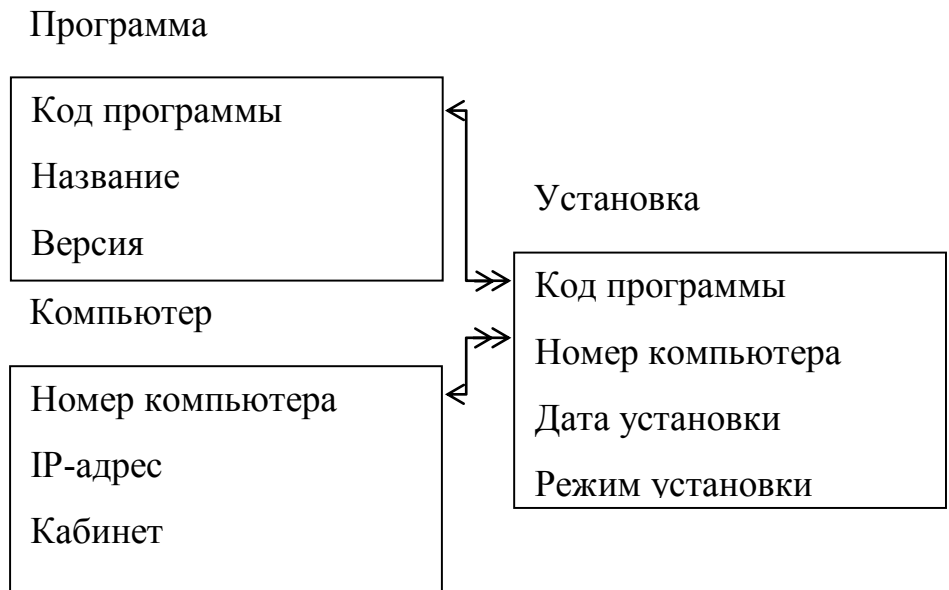 Программа
Код программы
Название
Версия
Компьютер
Номер компьютера
IP-адрес
Кабинет
Установка
Код программы
Номер компьютера
Дата установки
Режим установки